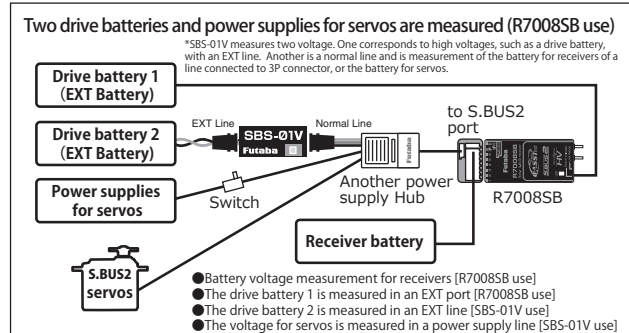 Two drive batteries and power supplies for servos are measured (R7008SB use)
*SBS-01V measures two voltage. One corresponds to high voltages, such as a drive battery,
with an EXT line. Another is a normal line and is measurement of the battery for receivers of a
line connected to 3P connector, or the battery for servos.
Drive battery 1
(EXT Battery)
Drive battery 2
(EXT Battery)
EXT Line
SBS-01V
Futaba
Normal Line
Futaba
to S.BUS2
port
Futaba
R7008SB
FASSTest
S.BUS2
HV
R7008SB
Power supplies
for servos
Switch
Another power
supply Hub
Receiver battery
S.BUS2
servos
●Battery voltage measurement for receivers [R7008SB use]
●The drive battery 1 is measured in an EXT port [R7008SB use]
●The drive battery 2 is measured in an EXT line [SBS-01V use]
●The voltage for servos is measured in a power supply line [SBS-01V use]